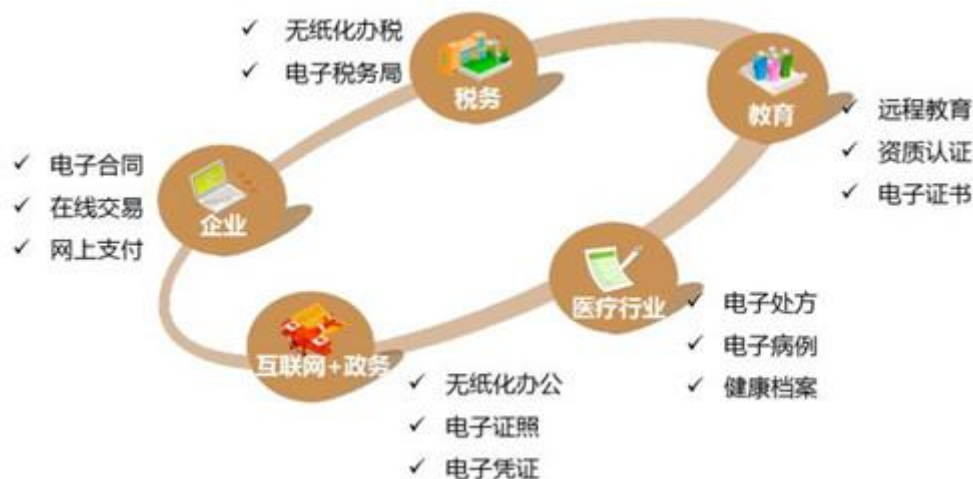 无纸化办税
电子税务局
税务
教育
远程教育
资质认证
电子证书
电子合同
在线交易
网上支付
企业
医疗行业
电子处方
电子病例
健康档案
互联网+政务
无纸化办公
电子证照
电子凭证